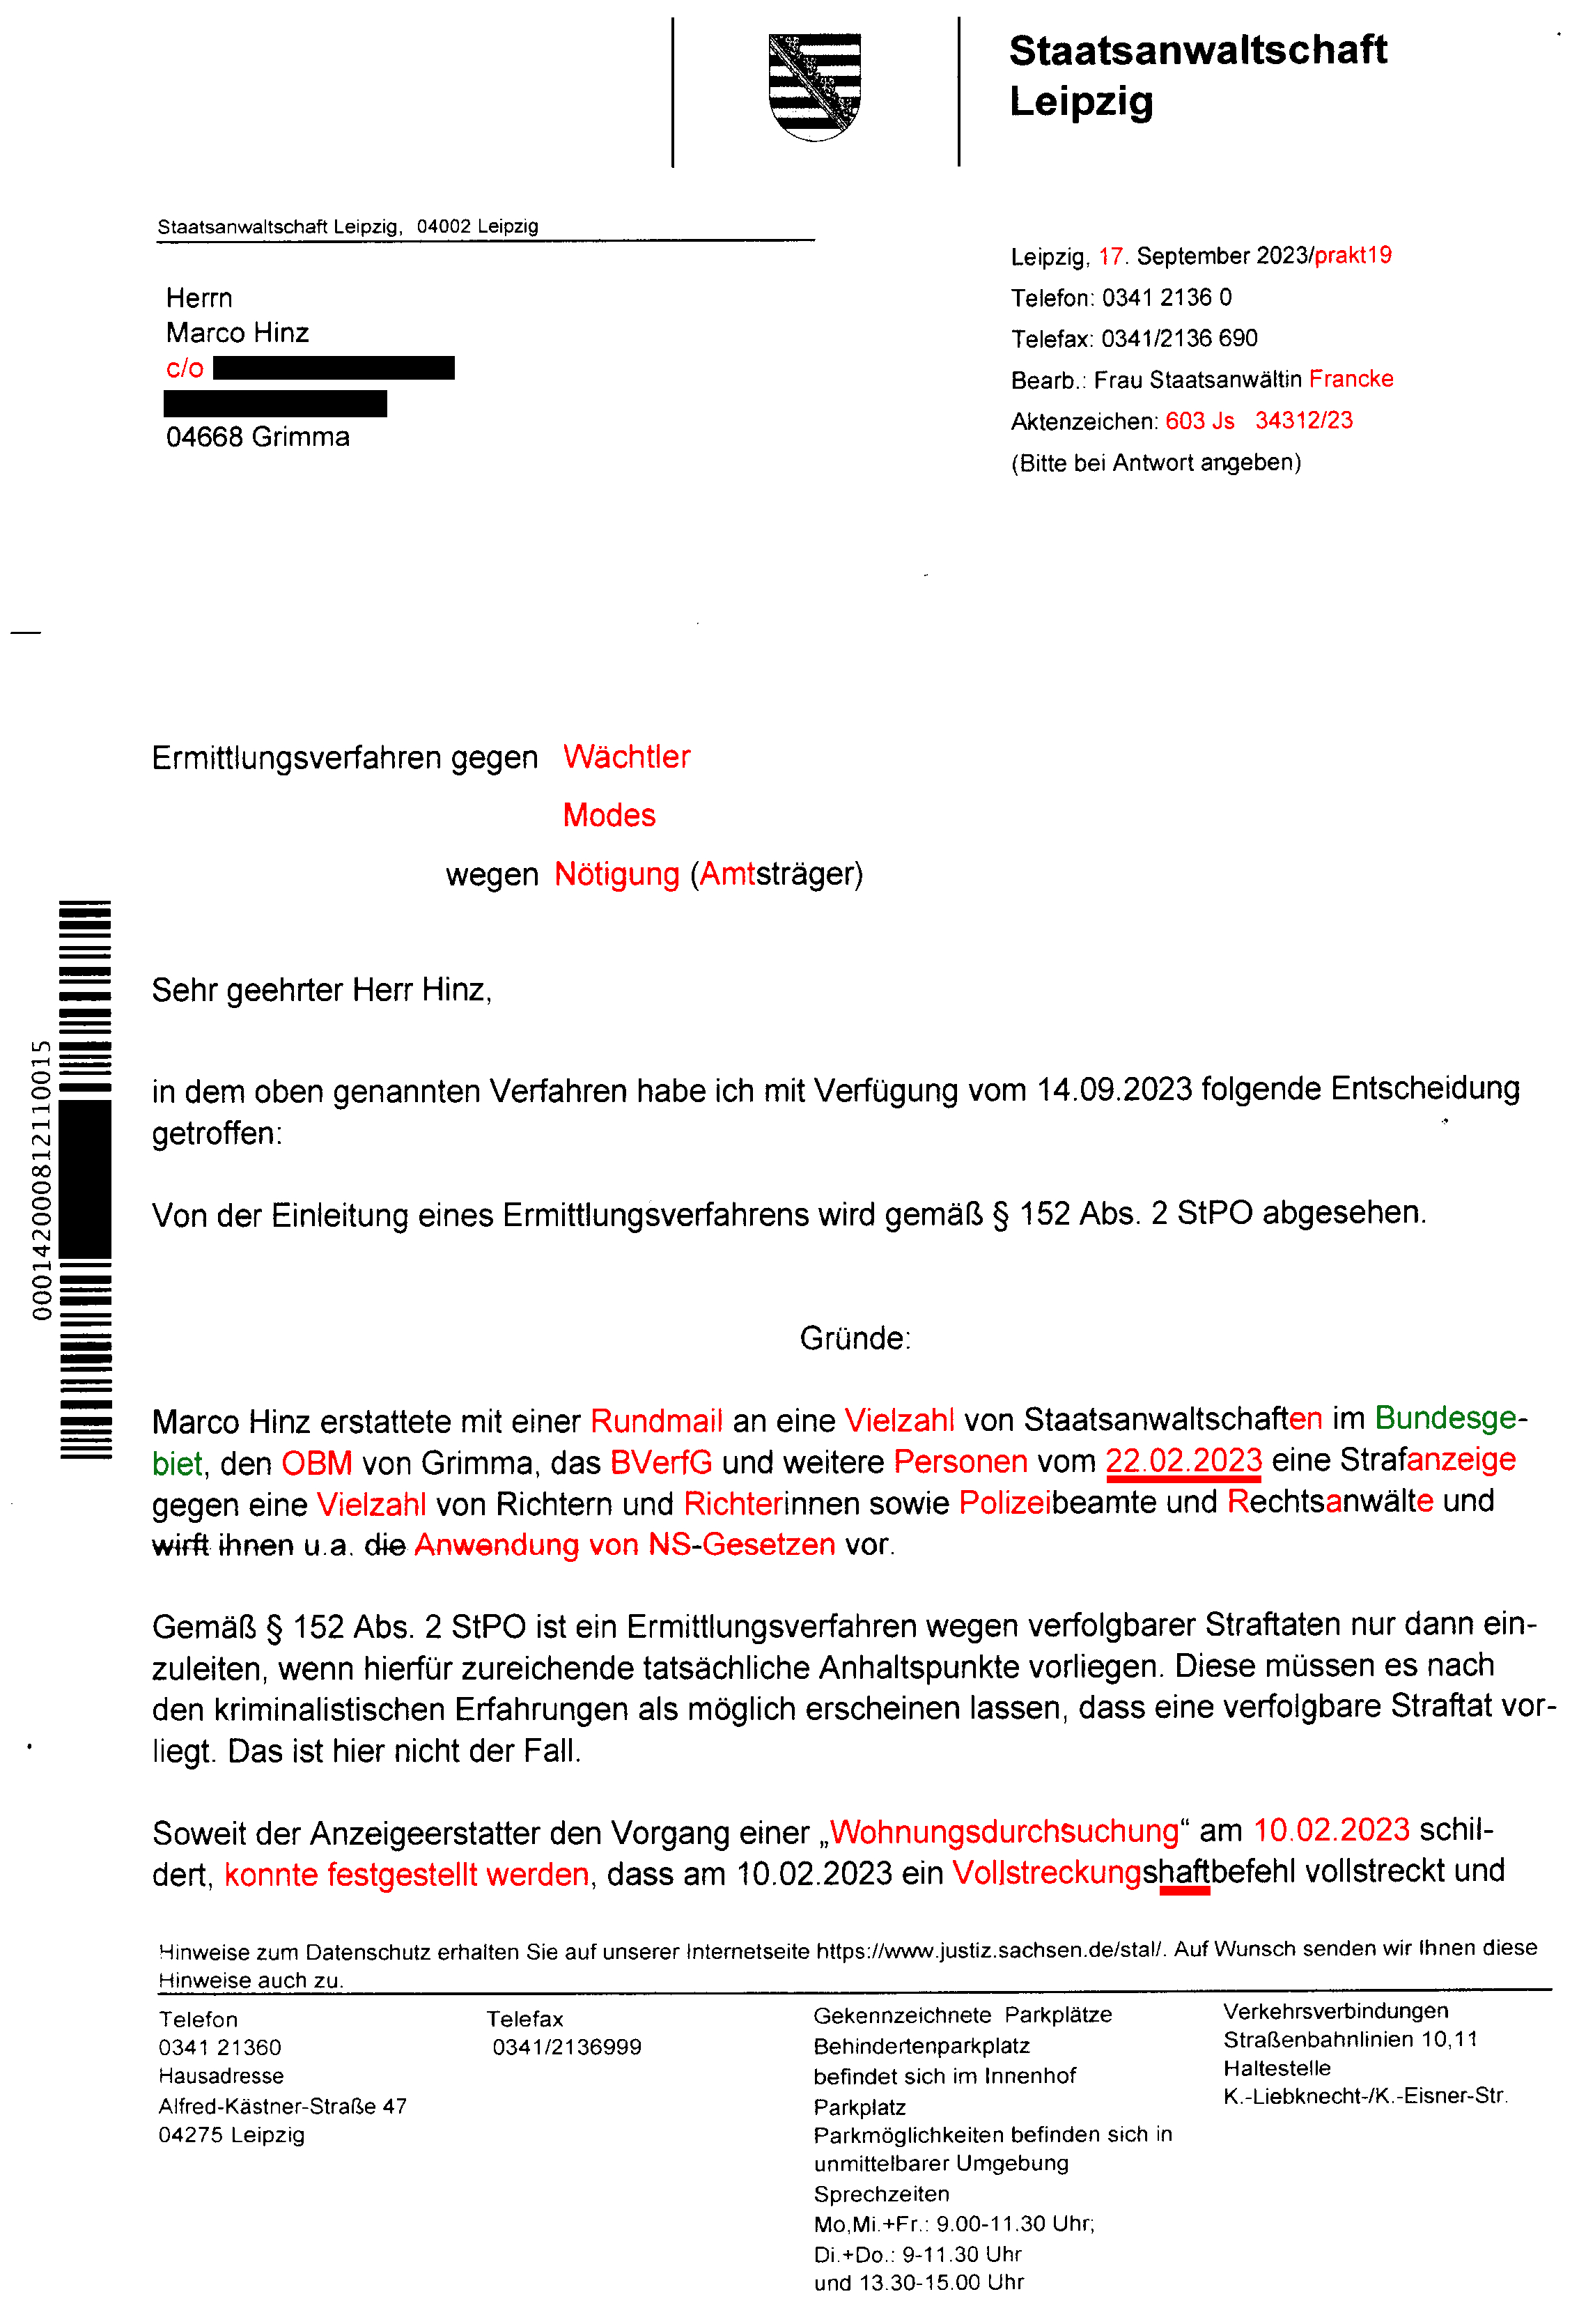 Staatsanwaltschaft
Leipzig
Staatsanwaltschaft Leipzig, 04002 Leipzig
Herrn
Marco Hinz
c/o
04668 Grimma
Leipzig, 17. September 2023/prakt19
Telefon: 0341 2136 0
Telefax: 0341/2136 690
Bearb.: Frau Staatsanwältin Francke
Aktenzeichen: 603 Js 34312/23
(Bitte bei Antwort angeben)
Ermittlungsverfahren gegen Wächtler
Modes
wegen Nötigung (Amtsträger)
Sehr geehrter Herr Hinz,
in dem oben genannten Verfahren habe ich mit Verfügung vom 14.09.2023 folgende Entscheidung
getroffen:
Von der Einleitung eines Ermittlungsverfahrens wird gemäß § 152 Abs. 2 StPO abgesehen.
0001420008121110015
Gründe:
Marco Hinz erstattete mit einer Rundmail an eine Vielzahl von Staatsanwaltschaften im Bundesge-
biet, den OBM von Grimma, das BVerfG und weitere Personen vom 22.02.2023 eine Strafanzeige
gegen eine Vielzahl von Richtern und Richterinnen sowie Polizeibeamte und Rechtsanwälte und
wirft ihnen u.a. die Anwendung von NS-Gesetzen vor.
Gemäß § 152 Abs. 2 StPO ist ein Ermittlungsverfahren wegen verfolgbarer Straftaten nur dann ein-
zuleiten, wenn hierfür zureichende tatsächliche Anhaltspunkte vorliegen. Diese müssen es nach
den kriminalistischen Erfahrungen als möglich erscheinen lassen, dass eine verfolgbare Straftat vor-
liegt. Das ist hier nicht der Fall.
Soweit der Anzeigeerstatter den Vorgang einer „Wohnungsdurchsuchung“ am 10.02.2023 schil-
dert, konnte festgestellt werden, dass am 10.02.2023 ein Vollstreckungshaftbefehl vollstreckt und
Hinweise zum Datenschutz erhalten Sie auf unserer Internetseite https://www.justiz.sachsen.de/stal/. Auf Wunsch senden wir Ihnen diese
Hinweise auch zu.
Telefon
0341 21360
Hausadresse
Alfred-Kästner-Straße 47
04275 Leipzig
Telefax
0341/2136999
Gekennzeichnete Parkplätze
Behindertenparkplatz
befindet sich im Innenhof
Parkplatz
Parkmöglichkeiten befinden sich in
unmittelbarer Umgebung
Sprechzeiten
Mo,Mi.+Fr.: 9.00-11.30 Uhr;
Di.+Do.: 9-11.30 Uhr
und 13.30-15.00 Uhr
Verkehrsverbindungen
Straßenbahnlinien 10,11
Haltestelle
K.-Liebknecht-/K.-Eisner-Str.